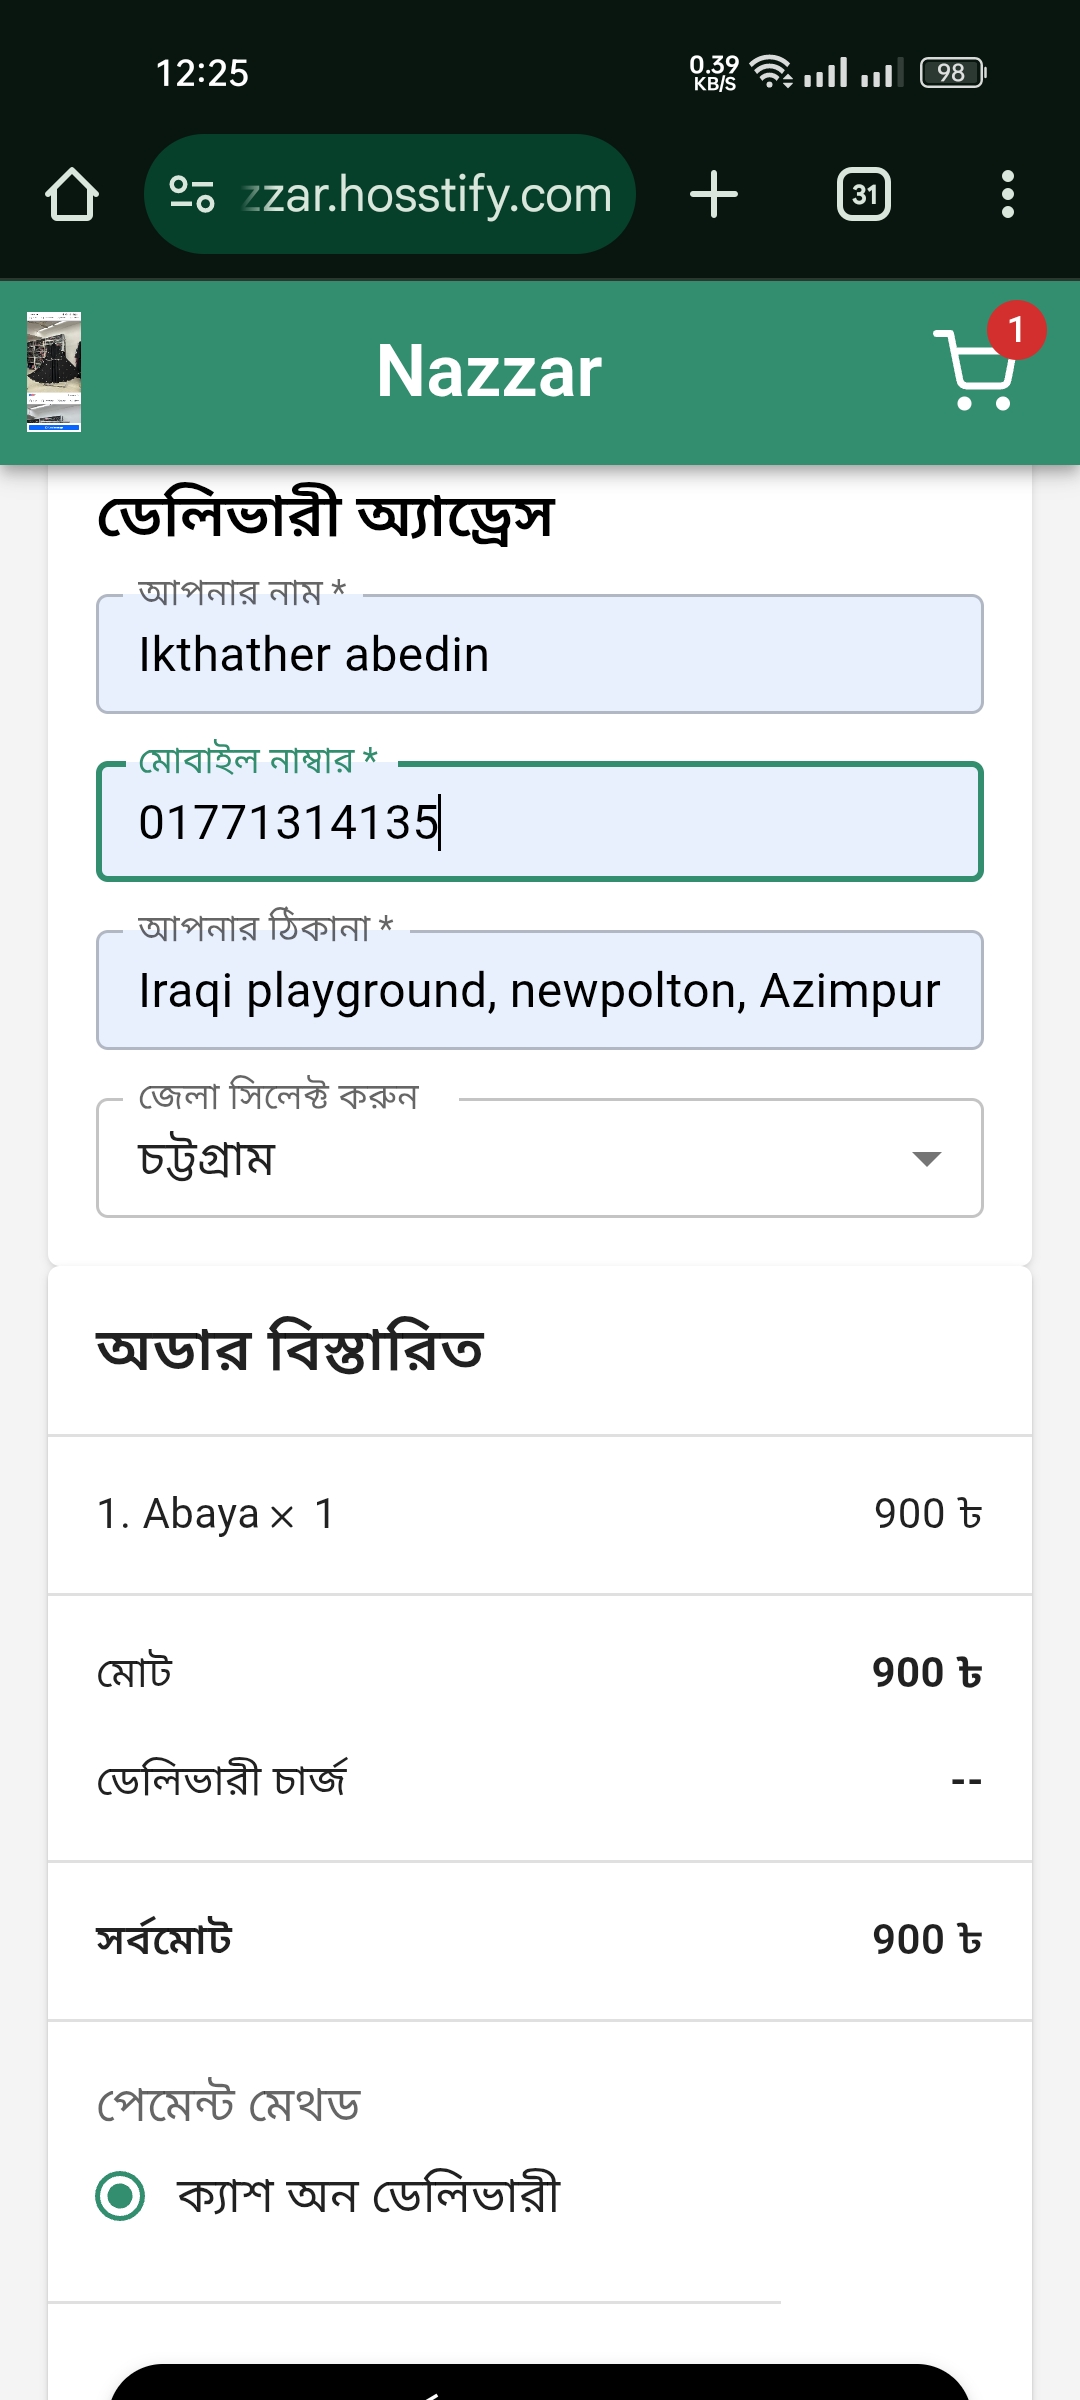 12:25
0.39
KB/S
98
zzar.hosstify.com
31
Nazzar
1
ডেলিভারী অ্যাড্রেস
আপনার নাম *
Ikthather abedin
মোবাইল নাম্বার *
01771314135
আপনার ঠিকানা *
Iraqi playground, newpolton, Azimpur
জেলা সিলেক্ট করুন
চট্টগ্রাম
অডার বিস্তারিত
1. Abaya × 1 900 ৳
মোট 900 ৳
ডেলিভারী চার্জ --
সর্বমোট 900 ৳
পেমেন্ট মেথড
ক্যাশ অন ডেলিভারী